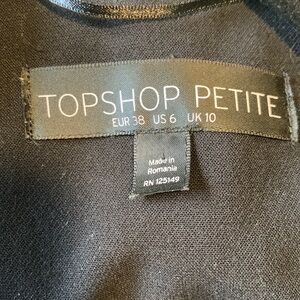 TOPSHOP PETITE
EUR 38 US 6 UK 10
Made in
Romania
RN 125149